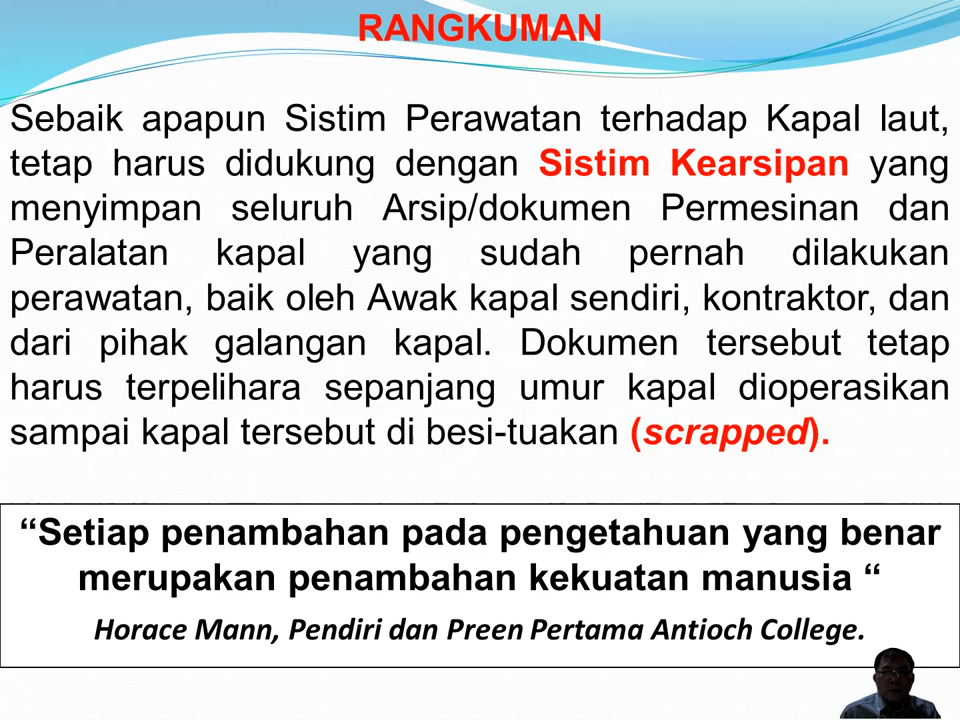 RANGKUMAN
Sebaik apapun Sistim Perawatan terhadap Kapal laut,
tetap harus didukung dengan Sistim Kearsipan yang
menyimpan seluruh Arsip/dokumen Permesinan dan
Peralatan kapal yang sudah pernah dilakukan
perawatan, baik oleh Awak kapal sendiri, kontraktor, dan
dari pihak galangan kapal. Dokumen tersebut tetap
harus terpelihara sepanjang umur kapal dioperasikan
sampai kapal tersebut di besi-tuakan (scrapped).
“Setiap penambahan pada pengetahuan yang benar
merupakan penambahan kekuatan manusia “
Horace Mann, Pendiri dan Preen Pertama Antioch College.